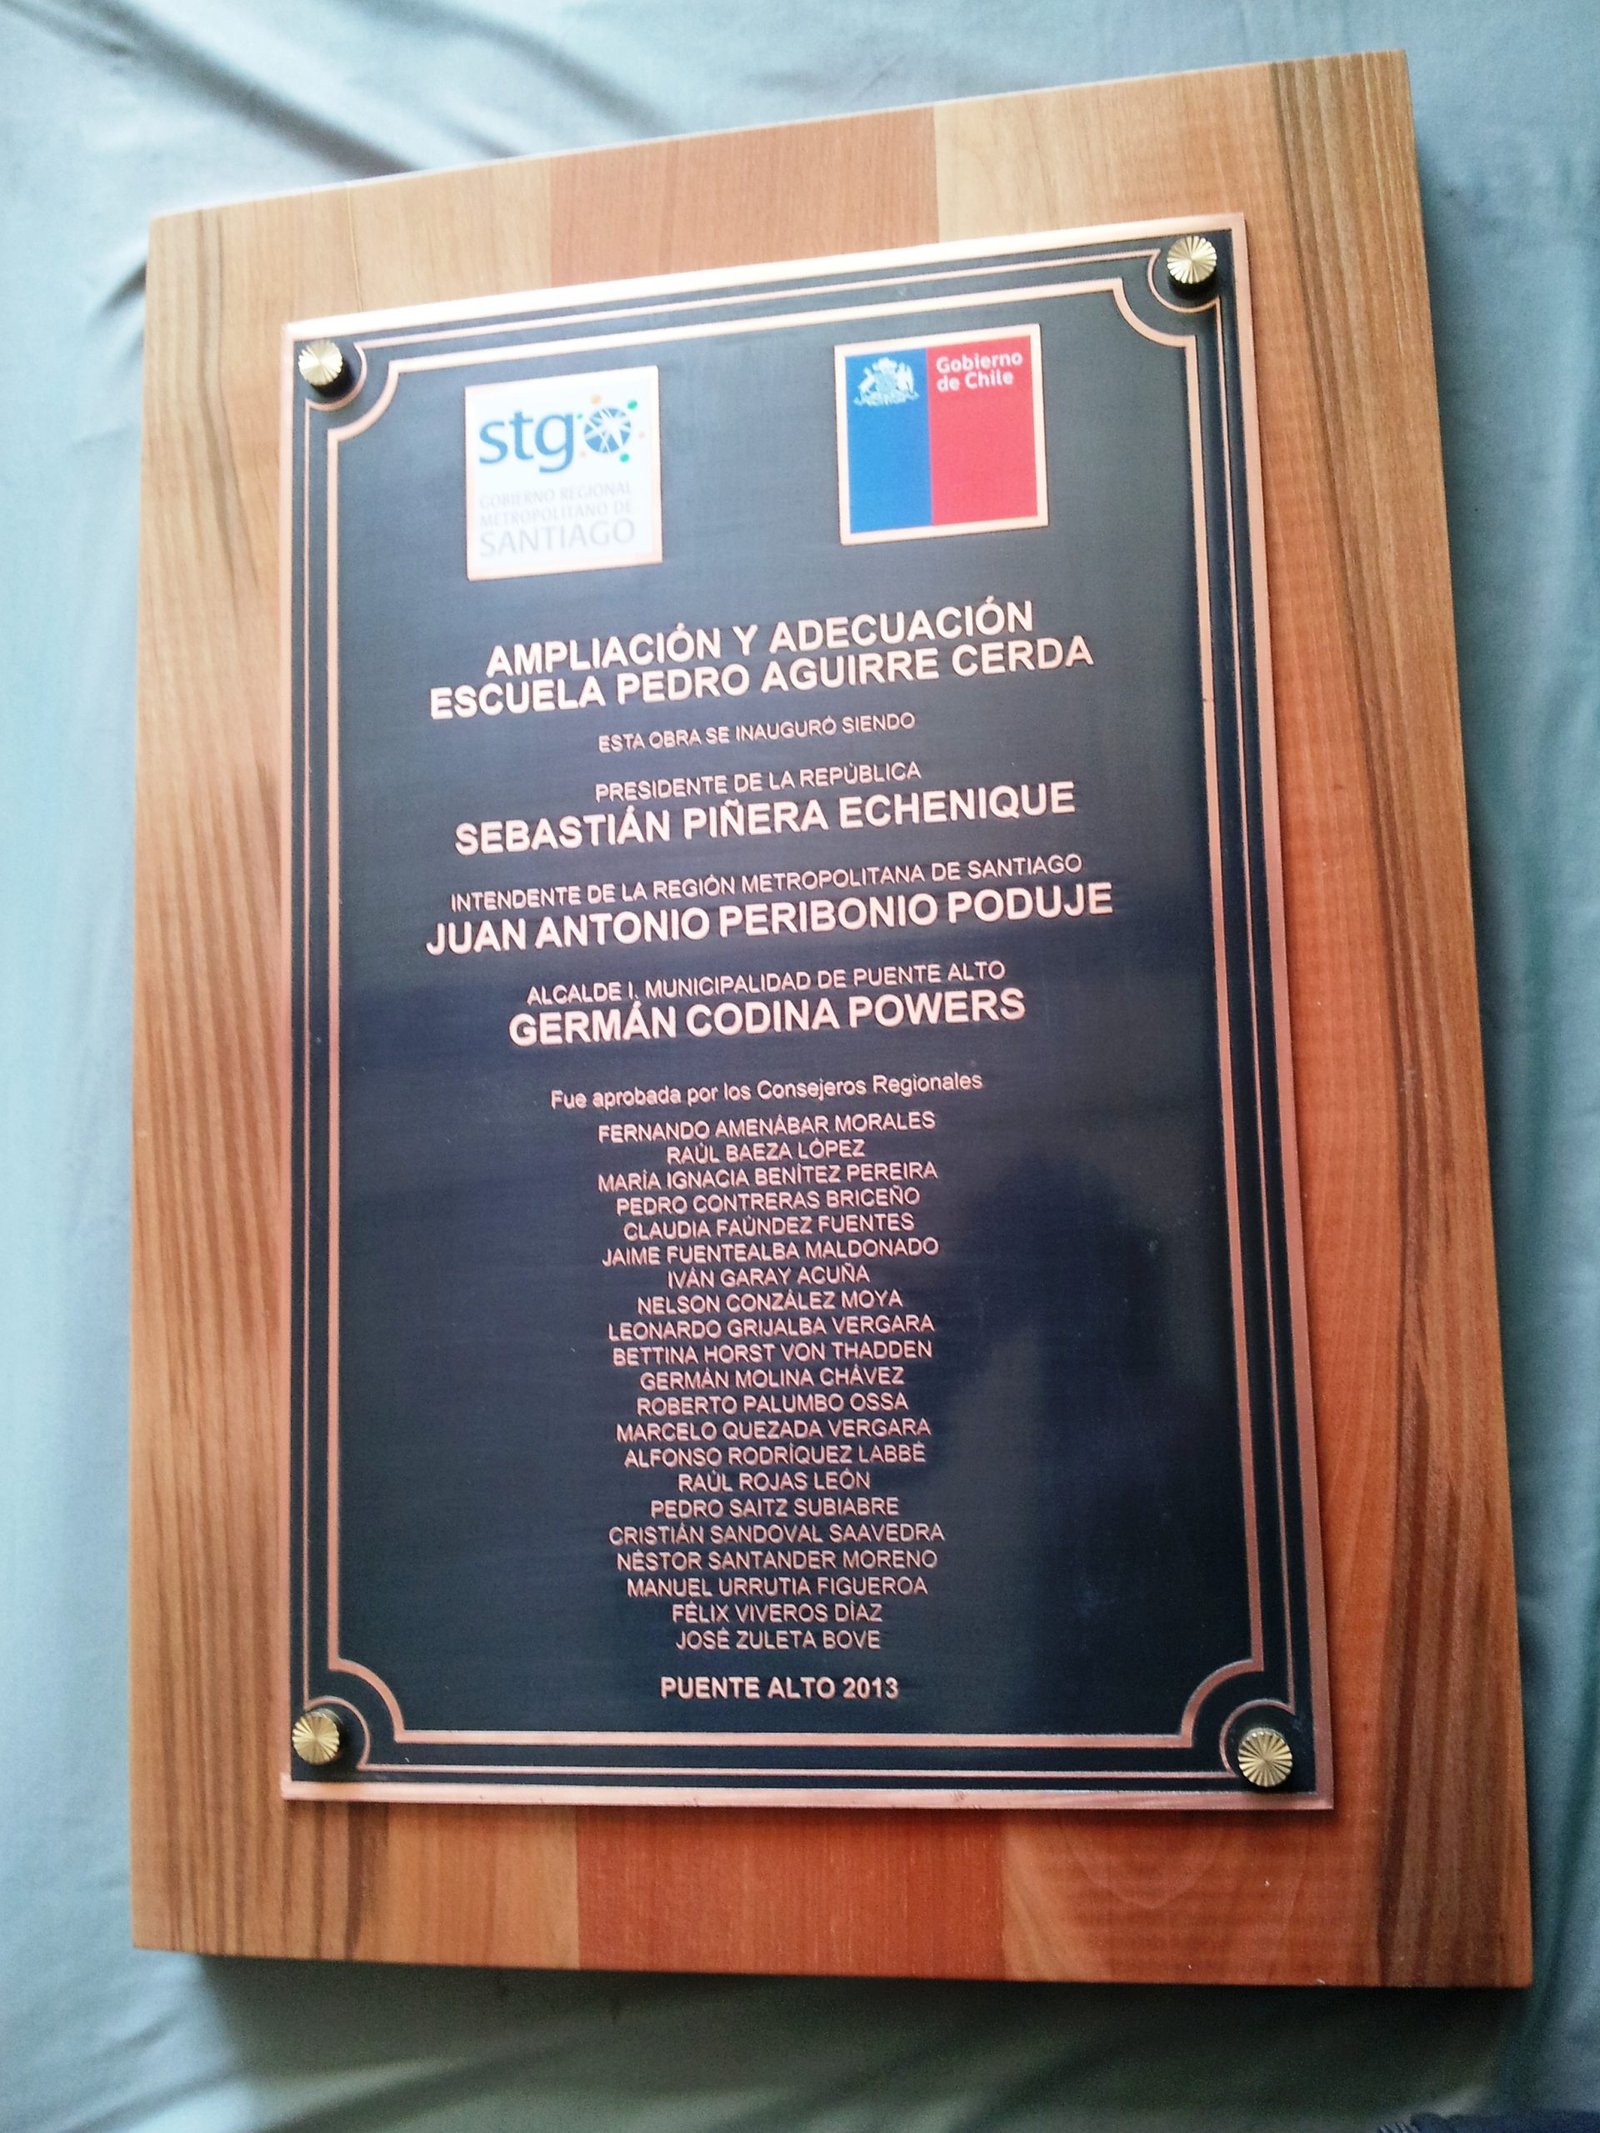 stgo
GOBIERNO REGIONAL
METROPOLITANO DE
SANTIAGO
Gobierno
de Chile
AMPLIACIÓN Y ADECUACIÓN
ESCUELA PEDRO AGUIRRE CERDA
ESTA OBRA SE INAUGURÓ SIENDO
PRESIDENTE DE LA REPÚBLICA
SEBASTIÁN PIÑERA ECHENIQUE
INTENDENTE DE LA REGIÓN METROPOLITANA DE SANTIAGO
JUAN ANTONIO PERIBONIO PODUJE
ALCALDE I. MUNICIPALIDAD DE PUENTE ALTO
GERMÁN CODINA POWERS
Fue aprobada por los Consejeros Regionales
FERNANDO AMENÁBAR MORALES
RAÚL BAEZA LÓPEZ
MARÍA IGNACIA BENÍTEZ PEREIRA
PEDRO CONTRERAS BRICEÑO
CLAUDIA FAÚNDEZ FUENTES
JAIME FUENTEALBA MALDONADO
IVÁN GARAY ACUÑA
NELSON CONZÁLEZ MOYA
LEONARDO GRIJALBA VERGARA
BETTINA HORST VON THADDEN
GERMÁN MOLINA CHÁVEZ
ROBERTO PALUMBO OSSA
MARCELO QUEZADA VERGARA
ALFONSO RODRÍQUEZ LABBÉ
RAÚL ROJAS LEÓN
PEDRO SAITZ SUBIABRE
CRISTIÁN SANDOVAL SAAVEDRA
NÉSTOR SANTANDER MORENO
MANUEL URRUTIA FIGUEROA
FÉLIX VIVEROS DÍAZ
JOSÉ ZULETA BOVE
PUENTE ALTO 2013